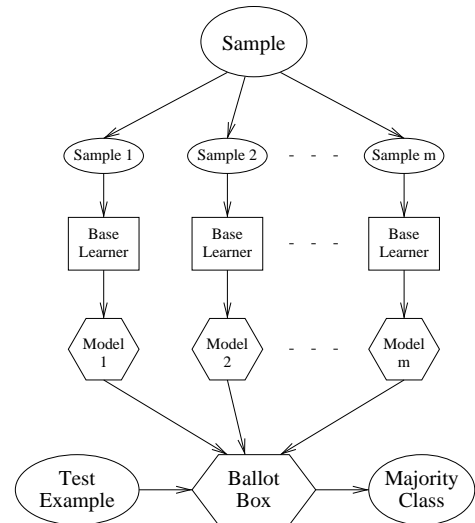 Sample
Sample 1
Sample 2
- - -
Sample m
Base
Learner
Base
Learner
- - -
Base
Learner
Model
1
Model
2
- - -
Model
m
Test
Example
Ballot
Box
Majority
Class